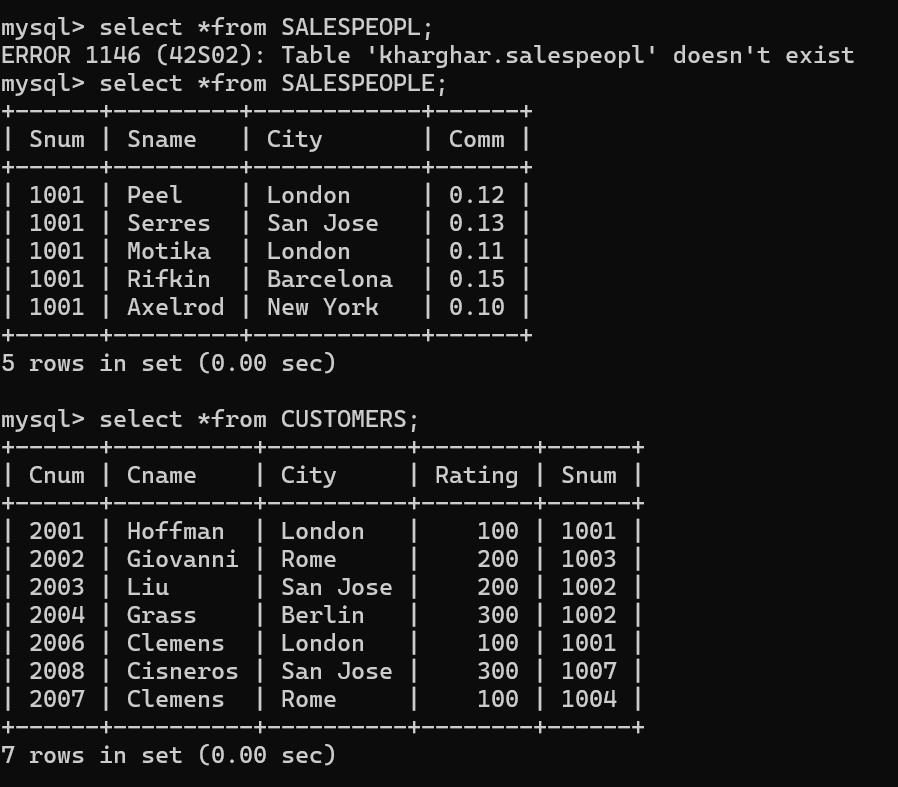 mysql> select *from SALESPEOPL;
ERROR 1146 (42S02): Table 'kharghar.salespeopl' doesn't exist
mysql> select *from SALESPEOPLE;
+------+---------+------------+------+
| Snum | Sname   | City       | Comm |
+------+---------+------------+------+
| 1001 | Peel    | London     | 0.12 |
| 1001 | Serres  | San Jose   | 0.13 |
| 1001 | Motika  | London     | 0.11 |
| 1001 | Rifkin  | Barcelona  | 0.15 |
| 1001 | Axelrod | New York   | 0.10 |
+------+---------+------------+------+
5 rows in set (0.00 sec)

mysql> select *from CUSTOMERS;
+------+----------+----------+--------+------+
| Cnum | Cname    | City     | Rating | Snum |
+------+----------+----------+--------+------+
| 2001 | Hoffman  | London   |    100 | 1001 |
| 2002 | Giovanni | Rome     |    200 | 1003 |
| 2003 | Liu      | San Jose |    200 | 1002 |
| 2004 | Grass    | Berlin   |    300 | 1002 |
| 2006 | Clemens  | London   |    100 | 1001 |
| 2008 | Cisneros | San Jose |    300 | 1007 |
| 2007 | Clemens  | Rome     |    100 | 1004 |
+------+----------+----------+--------+------+
7 rows in set (0.00 sec)